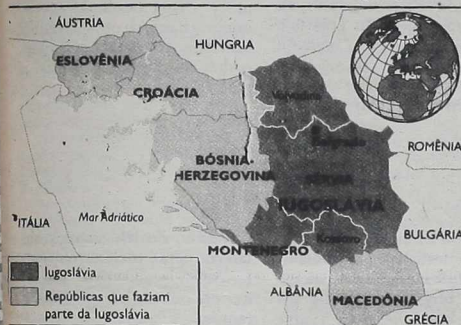 ÁUSTRIA
HUNGRIA
ESLOVÊNIA
CROÁCIA
Voivodina
Belgrado
ROMÊNIA
BÓSNIA-
HERZEGOVINA
SÉRVIA
IUGOSLÁVIA
ITÁLIA
Mar Adriático
MONTENEGRO
Kosovo
BULGÁRIA
Iugoslávia
Repúblicas que faziam
parte da Iugoslávia
ALBÂNIA
MACEDÔNIA
GRÉCIA